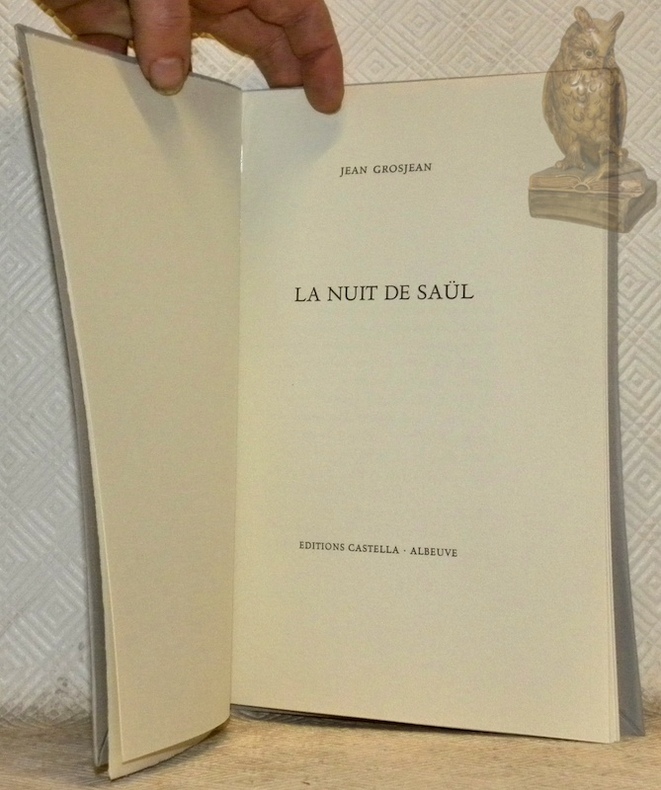 JEAN GROSJEAN
LA NUIT DE SAÜL
EDITIONS CASTELLA · ALBEUVE